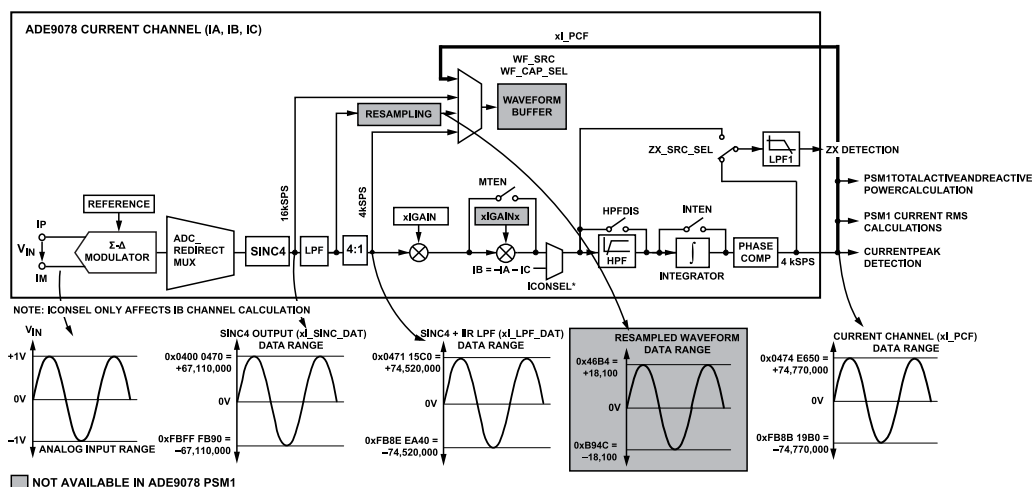 ADE9078 CURRENT CHANNEL (IA, IB, IC)
xI_PCF
WF_SRC
WF_CAP_SEL
RESAMPLING
WAVEFORM
BUFFER
ZX_SRC_SEL
LPF1
ZX DETECTION
16kSPS
4kSPS
MTEN
PSM1TOTALACTIVEANDREACTIVE
POWERCALCULATION
REFERENCE
xIGAIN
xIGAINx
HPFDIS
INTEN
PSM1 CURRENT RMS
CALCULATIONS
IP
VIN
IM
Σ-Δ
MODULATOR
ADC_
REDIRECT
MUX
SINC4
LPF
4:1
IB = –IA – IC
ICONSEL*
HPF
∫
INTEGRATOR
PHASE
COMP
4 kSPS
CURRENTPEAK
DETECTION
NOTE: ICONSEL ONLY AFFECTS IB CHANNEL CALCULATION
VIN
+1V
0V
–1V
ANALOG INPUT RANGE
SINC4 OUTPUT (xI_SINC_DAT)
DATA RANGE
0x0400 0470 =
+67,110,000
0V
0xFBFF FB90 =
–67,110,000
SINC4 + IIR LPF (xI_LPF_DAT)
DATA RANGE
0x0471 15C0 =
+74,520,000
0V
0xFB8E EA40 =
–74,520,000
RESAMPLED WAVEFORM
DATA RANGE
0x46B4 =
+18,100
0V
0xB94C =
–18,100
CURRENT CHANNEL (xI_PCF)
DATA RANGE
0x0474 E650 =
+74,770,000
0V
0xFB8B 19B0 =
–74,770,000
NOT AVAILABLE IN ADE9078 PSM1